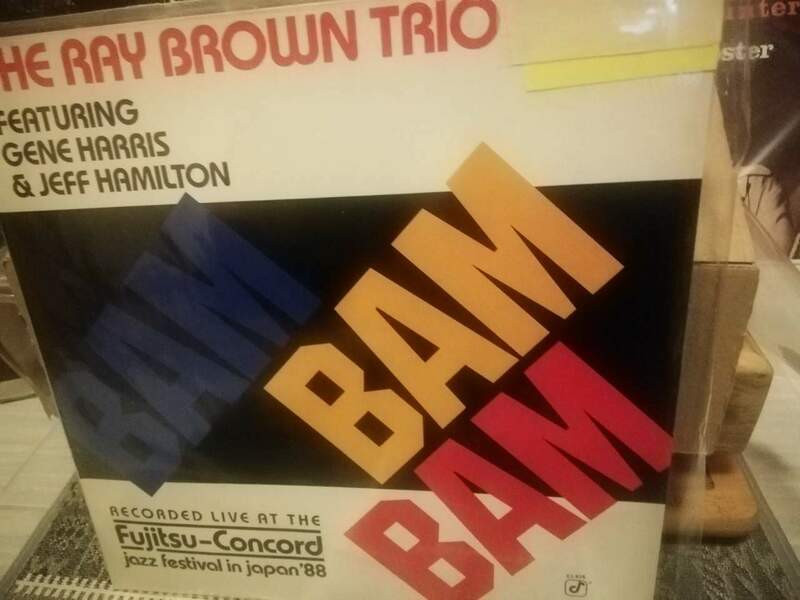 HE RAY BROWN TRIO
FEATURING
GENE HARRIS
& JEFF HAMILTON
BAM
BAM
BAM
RECORDED LIVE AT THE
Fujitsu-Concord
jazz festival in japan '88